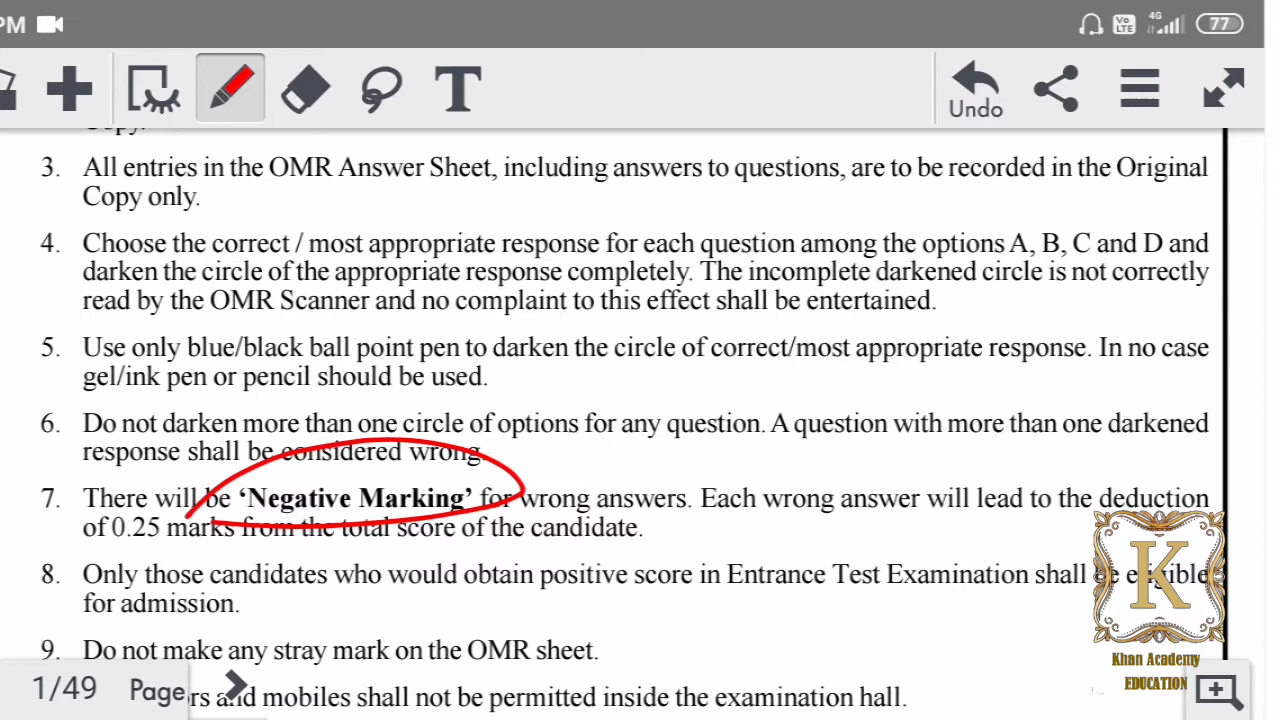 PM
Vo
LTE
4G
77
T
Undo
Copy.
3. All entries in the OMR Answer Sheet, including answers to questions, are to be recorded in the Original
Copy only.
4. Choose the correct / most appropriate response for each question among the options A, B, C and D and
darken the circle of the appropriate response completely. The incomplete darkened circle is not correctly
read by the OMR Scanner and no complaint to this effect shall be entertained.
5. Use only blue/black ball point pen to darken the circle of correct/most appropriate response. In no case
gel/ink pen or pencil should be used.
6. Do not darken more than one circle of options for any question. A question with more than one darkened
response shall be considered wrong.
7. There will be ‘Negative Marking’ for wrong answers. Each wrong answer will lead to the deduction
of 0.25 marks from the total score of the candidate.
8. Only those candidates who would obtain positive score in Entrance Test Examination shall be eligible
for admission.
9. Do not make any stray mark on the OMR sheet.
rs and mobiles shall not be permitted inside the examination hall.
1/49 Page
K
Khan Academy
EDUCATION